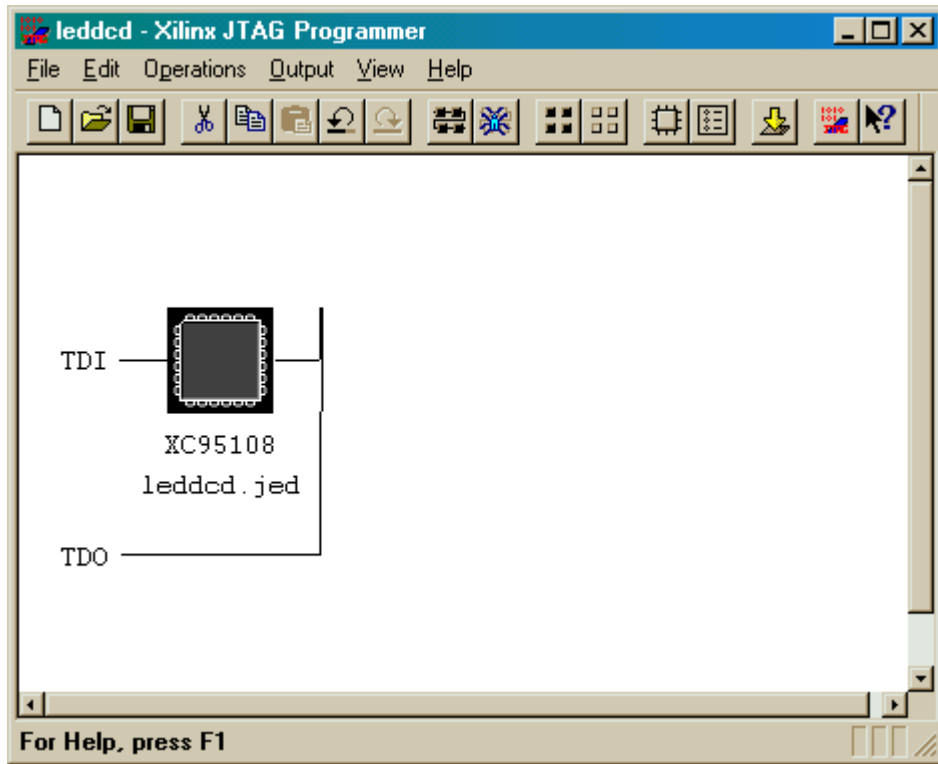 leddcd - Xilinx JTAG Programmer
File Edit Operations Output View Help
TDI
XC95108
leddcd.jed
TDO
For Help, press F1